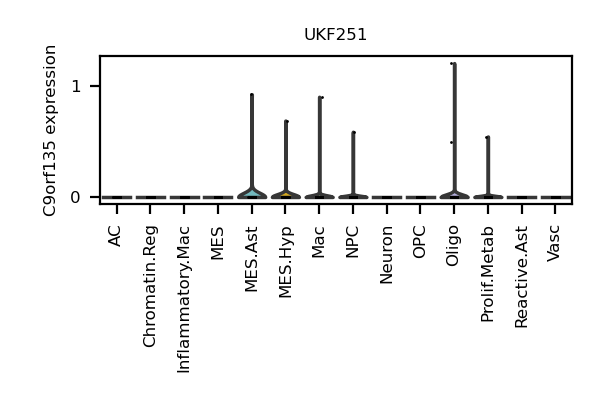 UKF251
C9orf135 expression
1
0
AC
Chromatin.Reg
Inflammatory.Mac
MES
MES.Ast
MES.Hyp
Mac
NPC
Neuron
OPC
Oligo
Prolif.Metab
Reactive.Ast
Vasc